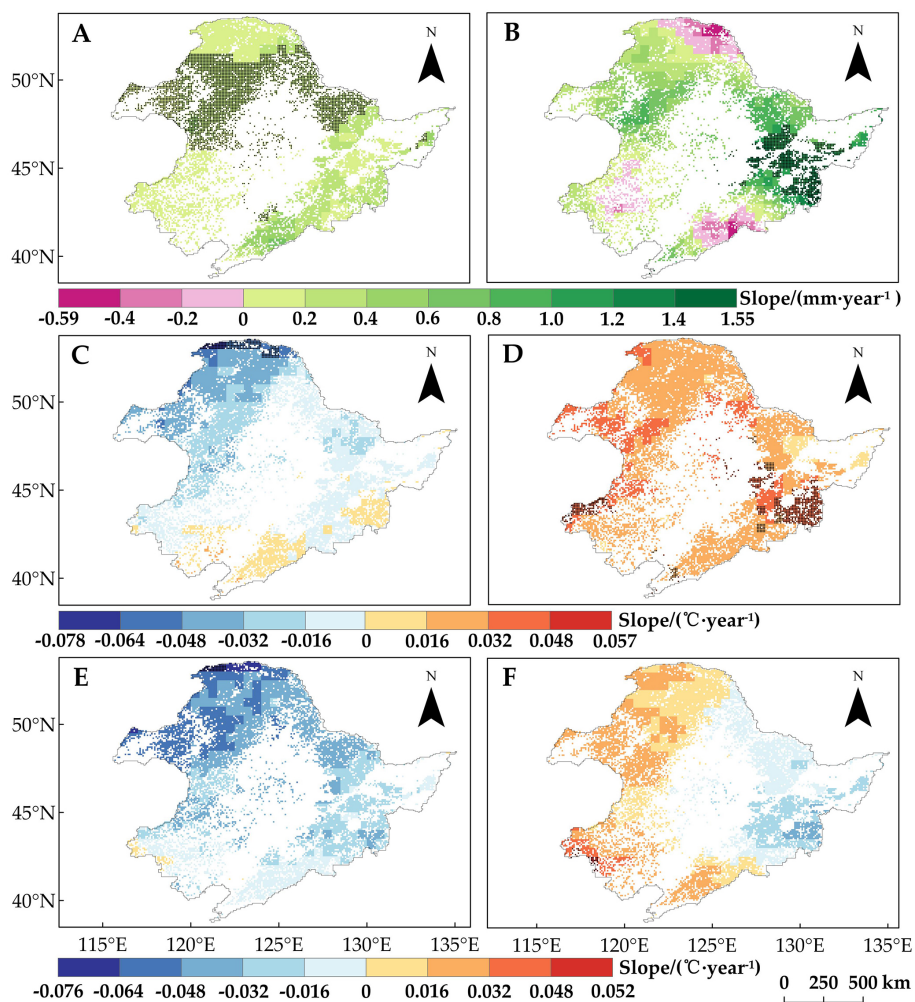 A
N
B
N
50°N
45°N
40°N
Slope/(mm·year⁻¹)
-0.59 -0.4 -0.2 0 0.2 0.4 0.6 0.8 1.0 1.2 1.4 1.55
C
N
D
N
50°N
45°N
40°N
Slope/(℃·year⁻¹)
-0.078 -0.064 -0.048 -0.032 -0.016 0 0.016 0.032 0.048 0.057
E
N
F
N
50°N
45°N
40°N
115°E 120°E 125°E 130°E 135°E 115°E 120°E 125°E 130°E 135°E
Slope/(℃·year⁻¹)
-0.076 -0.064 -0.048 -0.032 -0.016 0 0.016 0.032 0.048 0.052
0 250 500 km